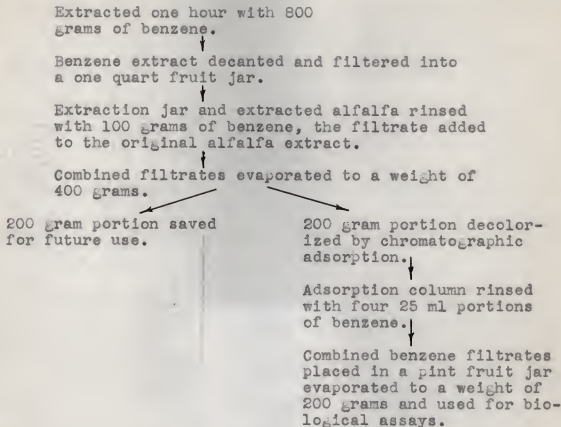 Extracted one hour with 800
grams of benzene.
Benzene extract decanted and filtered into
a one quart fruit jar.
Extraction jar and extracted alfalfa rinsed
with 100 grams of benzene, the filtrate added
to the original alfalfa extract.
Combined filtrates evaporated to a weight of
400 grams.
200 gram portion saved
for future use.
200 gram portion decolor-
ized by chromatographic
adsorption.
Adsorption column rinsed
with four 25 ml portions
of benzene.
Combined benzene filtrates
placed in a pint fruit jar
evaporated to a weight of
200 grams and used for bio-
logical assays.